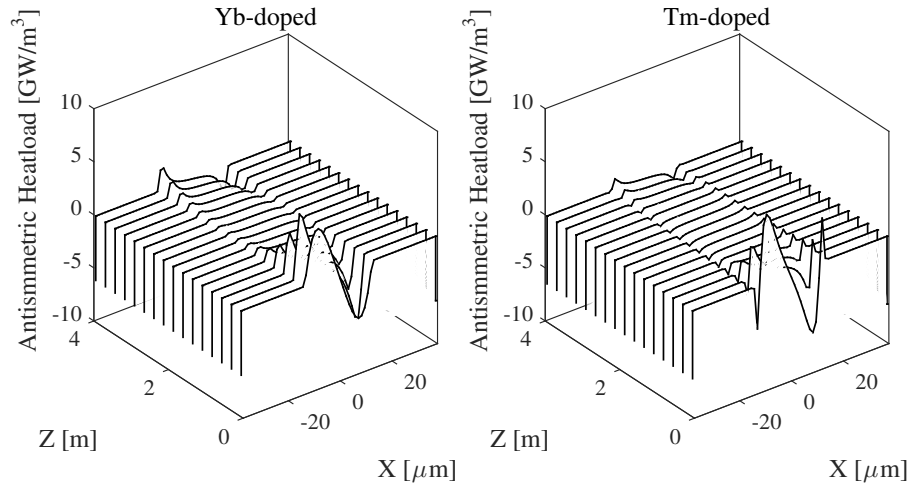 Yb-doped
Antismmetric Heatload [GW/m³]
10
5
0
-5
-10
4
2
0
Z [m]
-20
0
20
X [μm]
Tm-doped
Antismmetric Heatload [GW/m³]
10
5
0
-5
-10
4
2
0
Z [m]
-20
0
20
X [μm]